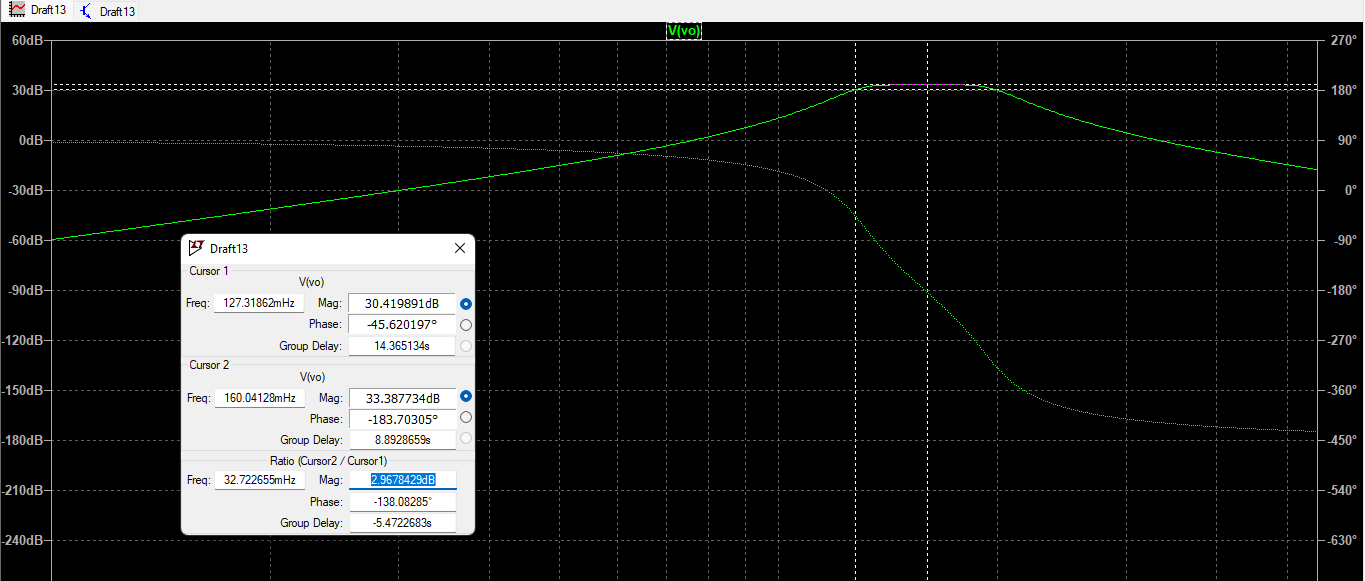 Draft13 Draft13
V(vo)
60dB 270°
30dB 180°
0dB 90°
-30dB 0°
-60dB -90°
-90dB -180°
-120dB -270°
-150dB -360°
-180dB -450°
-210dB -540°
-240dB -630°
Draft13
Cursor 1
V(vo)
Freq: 127.31862mHz Mag: 30.419891dB
Phase: -45.620197°
Group Delay: 14.365134s
Cursor 2
V(vo)
Freq: 160.04128mHz Mag: 33.387734dB
Phase: -183.70305°
Group Delay: 8.8928659s
Ratio (Cursor2 / Cursor1)
Freq: 32.722655mHz Mag: 2.9678429dB
Phase: -138.08285°
Group Delay: -5.4722683s